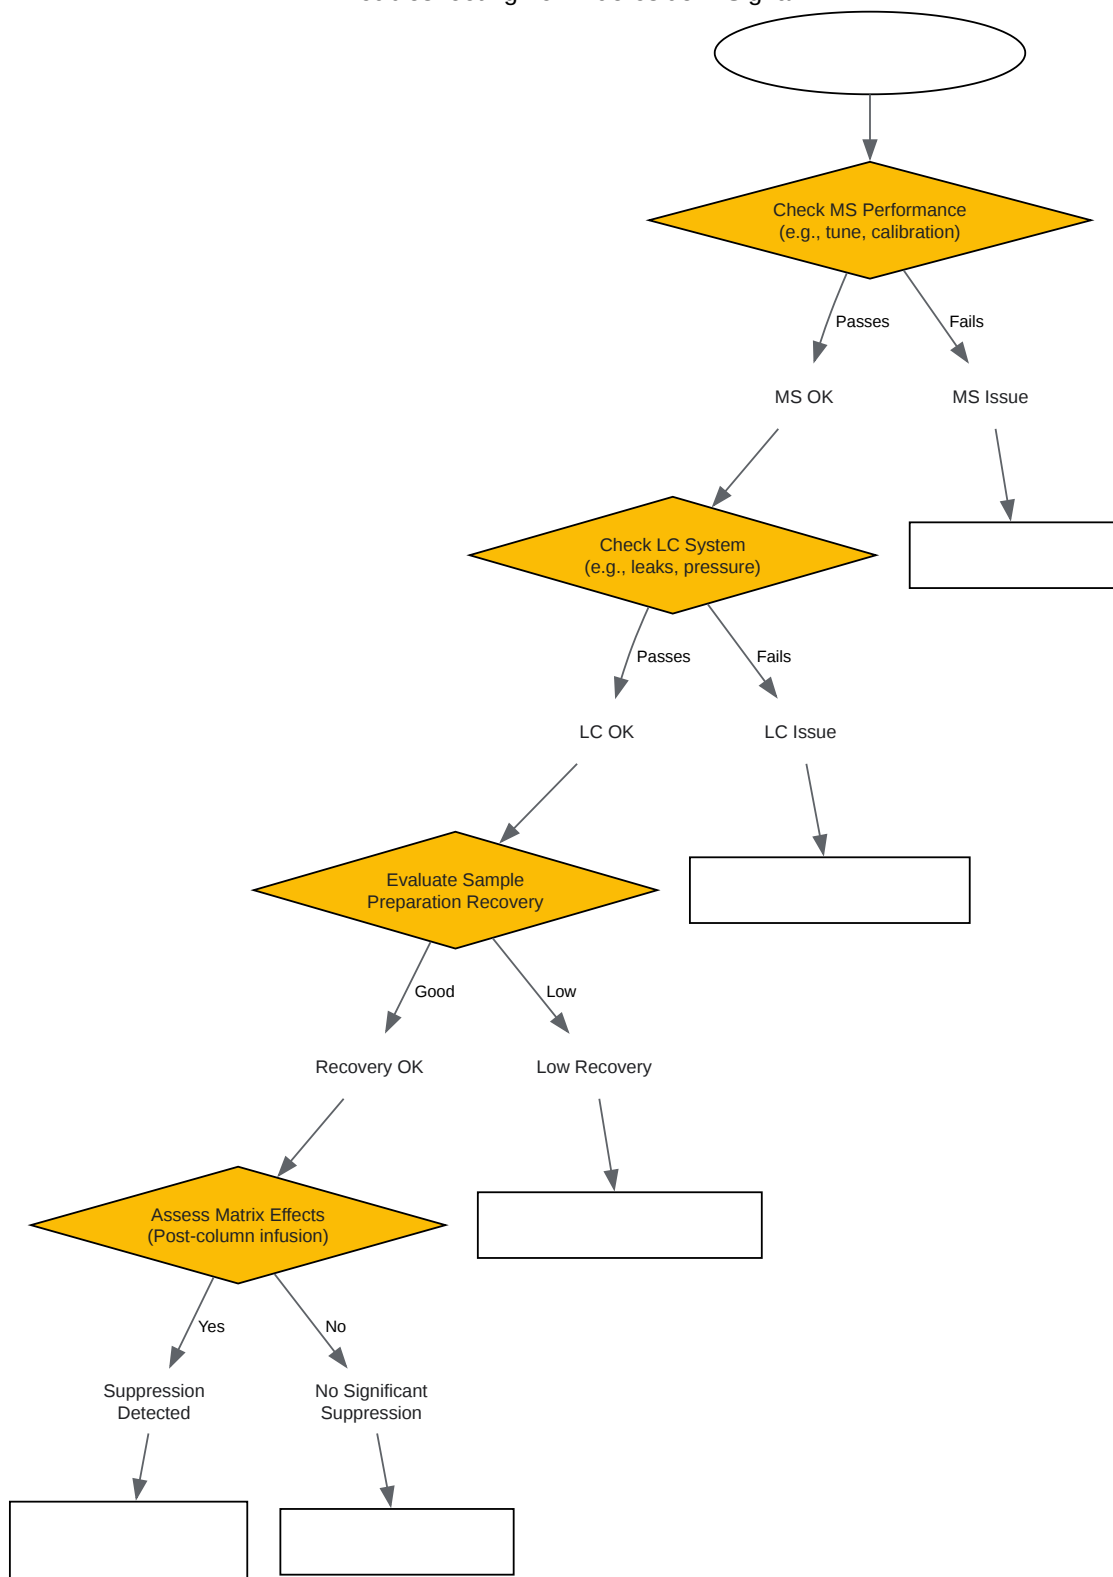 Check MS Performance
(e.g., tune, calibration)
Passes
Fails
MS OK
MS Issue
Check LC System
(e.g., leaks, pressure)
Passes
Fails
LC OK
LC Issue
Evaluate Sample
Preparation Recovery
Good
Low
Recovery OK
Low Recovery
Assess Matrix Effects
(Post-column infusion)
Yes
No
Suppression
Detected
No Significant
Suppression